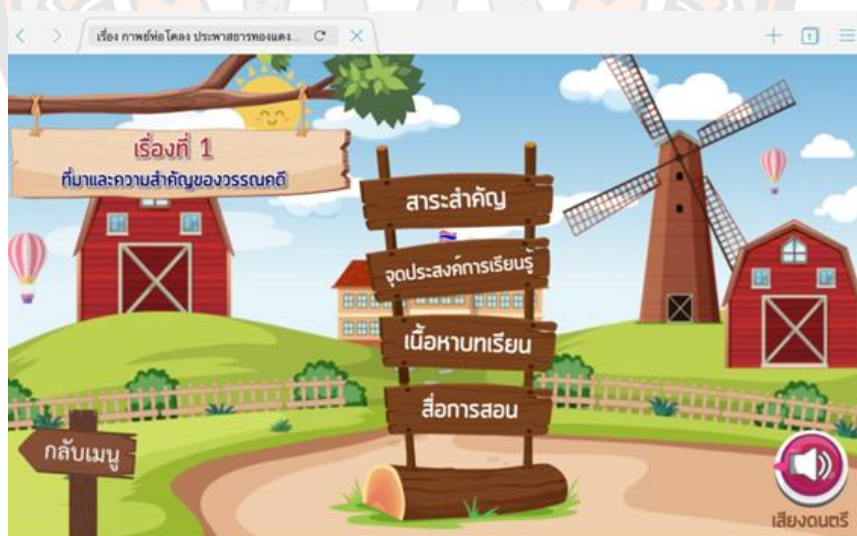 เรื่อง กาพย์ห่อโคลง ประพาสธารทองแดง...
1
เรื่องที่ 1
ที่มาและความสำคัญของวรรณคดี
สาระสำคัญ
จุดประสงค์การเรียนรู้
เนื้อหาบทเรียน
สื่อการสอน
กลับเมนู
เสียงดนตรี